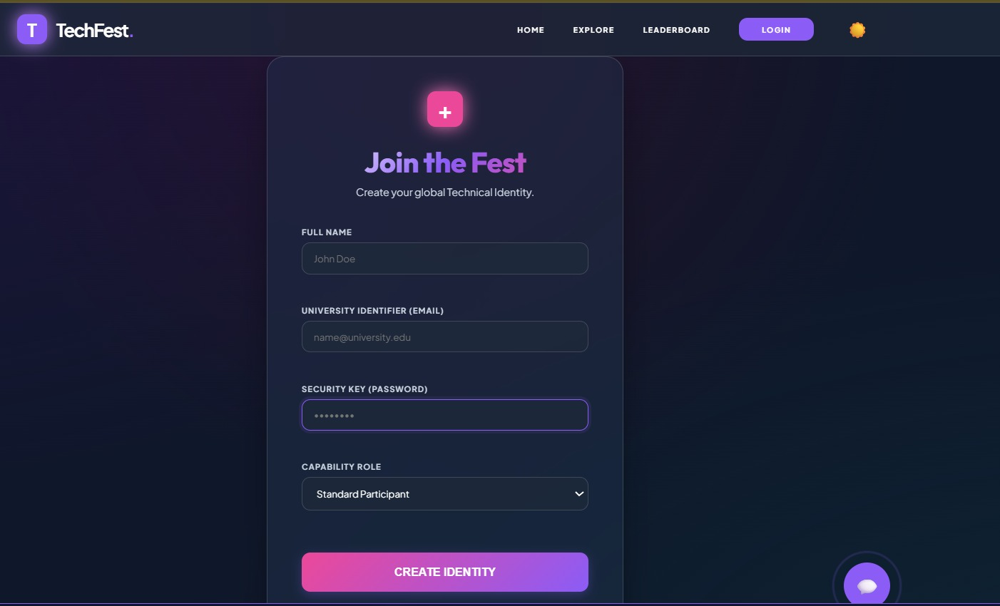 T TechFest.
HOME EXPLORE LEADERBOARD LOGIN
+
Join the Fest
Create your global Technical Identity.
FULL NAME
John Doe
UNIVERSITY IDENTIFIER (EMAIL)
name@university.edu
SECURITY KEY (PASSWORD)
••••••••
CAPABILITY ROLE
Standard Participant
CREATE IDENTITY